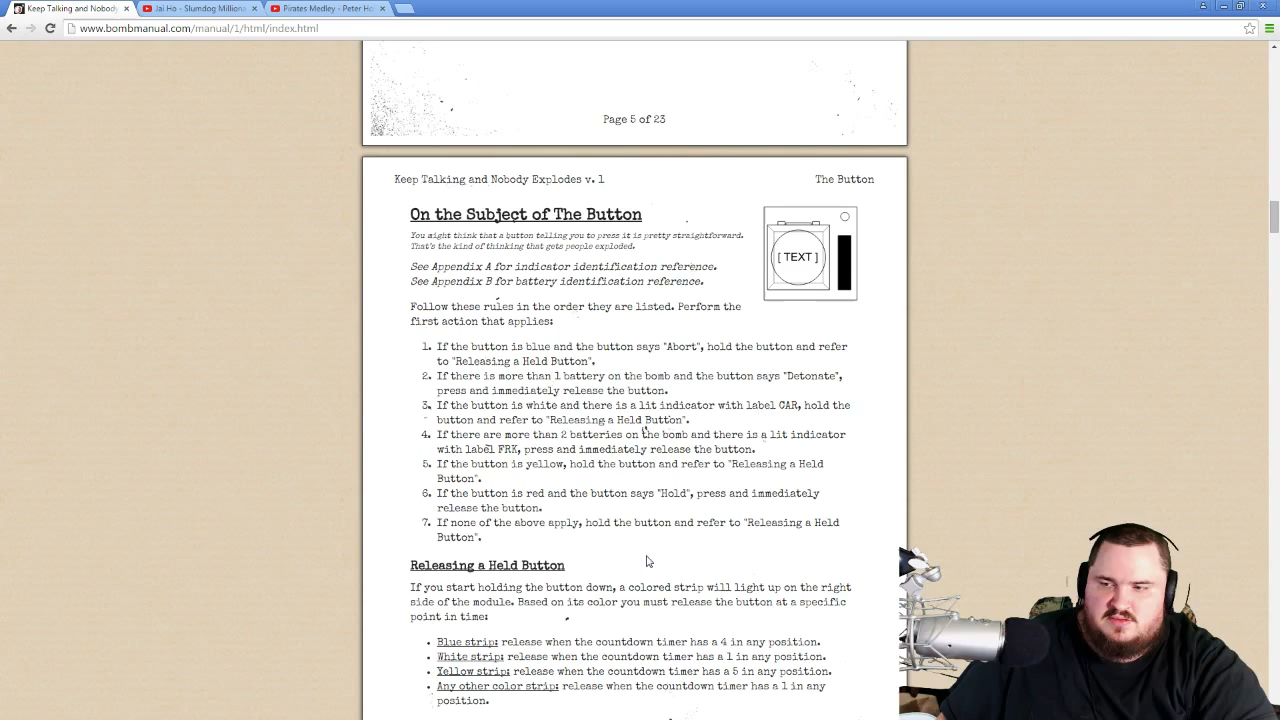 Keep Talking and Nobody
Jai Ho - Slumdog Million
Pirates Medley - Peter Ho
www.bombmanual.com/manual/1/html/index.html
Page 5 of 23
Keep Talking and Nobody Explodes v. 1
The Button
On the Subject of The Button
You might think that a button telling you to press it is pretty straightforward.
That's the kind of thinking that gets people exploded.
[ TEXT ]
See Appendix A for indicator identification reference.
See Appendix B for battery identification reference.
Follow these rules in the order they are listed. Perform the
first action that applies:
1. If the button is blue and the button says "Abort", hold the button and refer
to "Releasing a Held Button".
2. If there is more than 1 battery on the bomb and the button says "Detonate",
press and immediately release the button.
3. If the button is white and there is a lit indicator with label CAR, hold the
button and refer to "Releasing a Held Button".
4. If there are more than 2 batteries on the bomb and there is a lit indicator
with label FRK, press and immediately release the button.
5. If the button is yellow, hold the button and refer to "Releasing a Held
Button".
6. If the button is red and the button says "Hold", press and immediately
release the button.
7. If none of the above apply, hold the button and refer to "Releasing a Held
Button".
Releasing a Held Button
If you start holding the button down, a colored strip will light up on the right
side of the module. Based on its color you must release the button at a specific
point in time:
• Blue strip: release when the countdown timer has a 4 in any position.
• White strip: release when the countdown timer has a 1 in any position.
• Yellow strip: release when the countdown timer has a 5 in any position.
• Any other color strip: release when the countdown timer has a 1 in any
position.